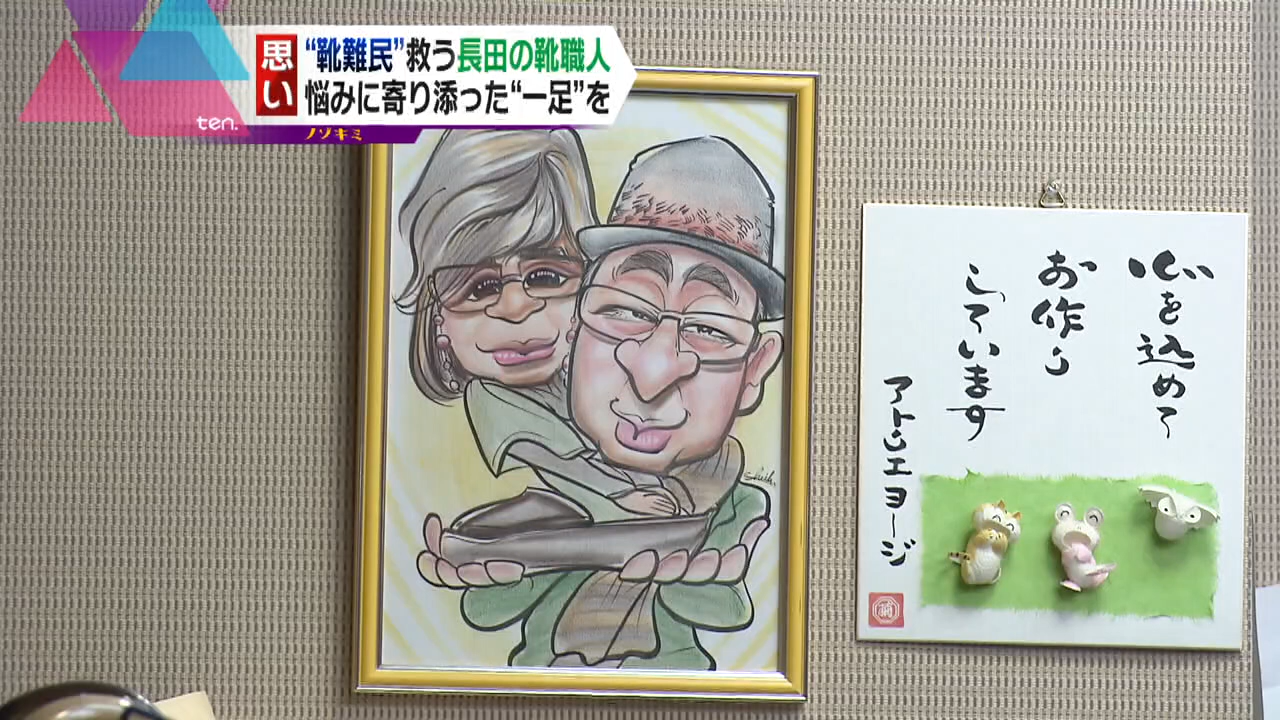 思い
“靴難民”救う長田の靴職人
悩みに寄り添った“一足”を
ten.
ノゾキミ
心を込めて
お作り
しています
アトリエヨージ